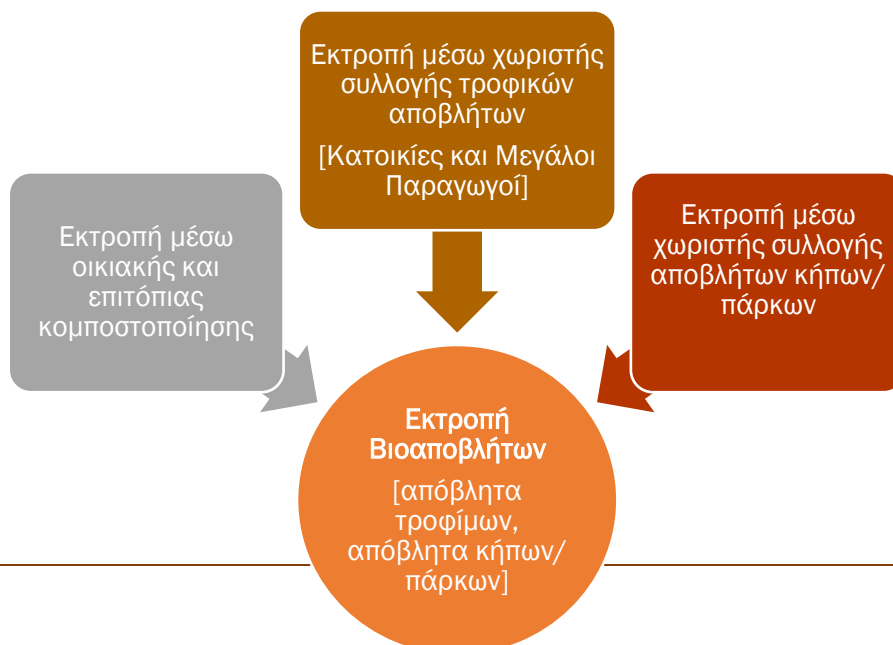 Εκτροπή μέσω χωριστής
συλλογής τροφικών
αποβλήτων
[Κατοικίες και Μεγάλοι
Παραγωγοί]
Εκτροπή μέσω
οικιακής και
επιτόπιας
κομποστοποίησης
Εκτροπή μέσω
χωριστής συλλογής
αποβλήτων κήπων/
πάρκων
Εκτροπή
Βιοαποβλήτων
[απόβλητα
τροφίμων,
απόβλητα κήπων/
πάρκων]